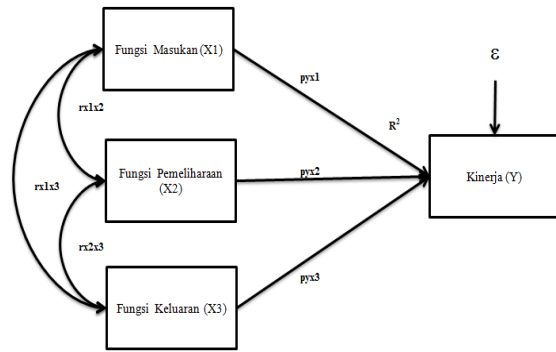 Fungsi Masukan (X1)
pyx1
ε
rx1x2
R²
Fungsi Pemeliharaan
(X2)
pyx2
Kinerja (Y)
rx1x3
rx2x3
pyx3
Fungsi Keluaran (X3)